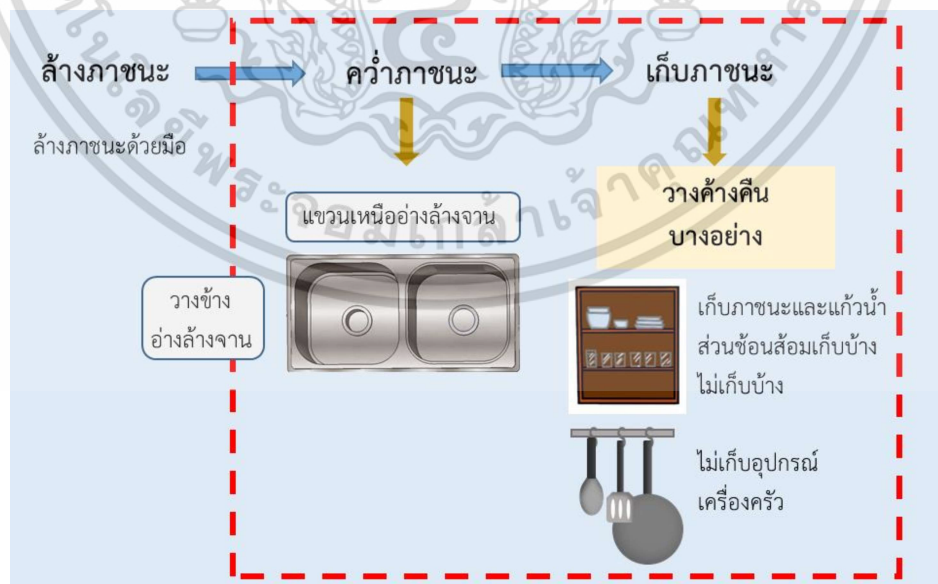 ล้างภาชนะ
คว่ำภาชนะ
เก็บภาชนะ
ล้างภาชนะด้วยมือ
แขวนเหนืออ่างล้างจาน
วางค้างคืน
บางอย่าง
วางข้าง
อ่างล้างจาน
เก็บภาชนะและแก้วน้ำ
ส่วนช้อนส้อมเก็บบ้าง
ไม่เก็บบ้าง
ไม่เก็บอุปกรณ์
เครื่องครัว